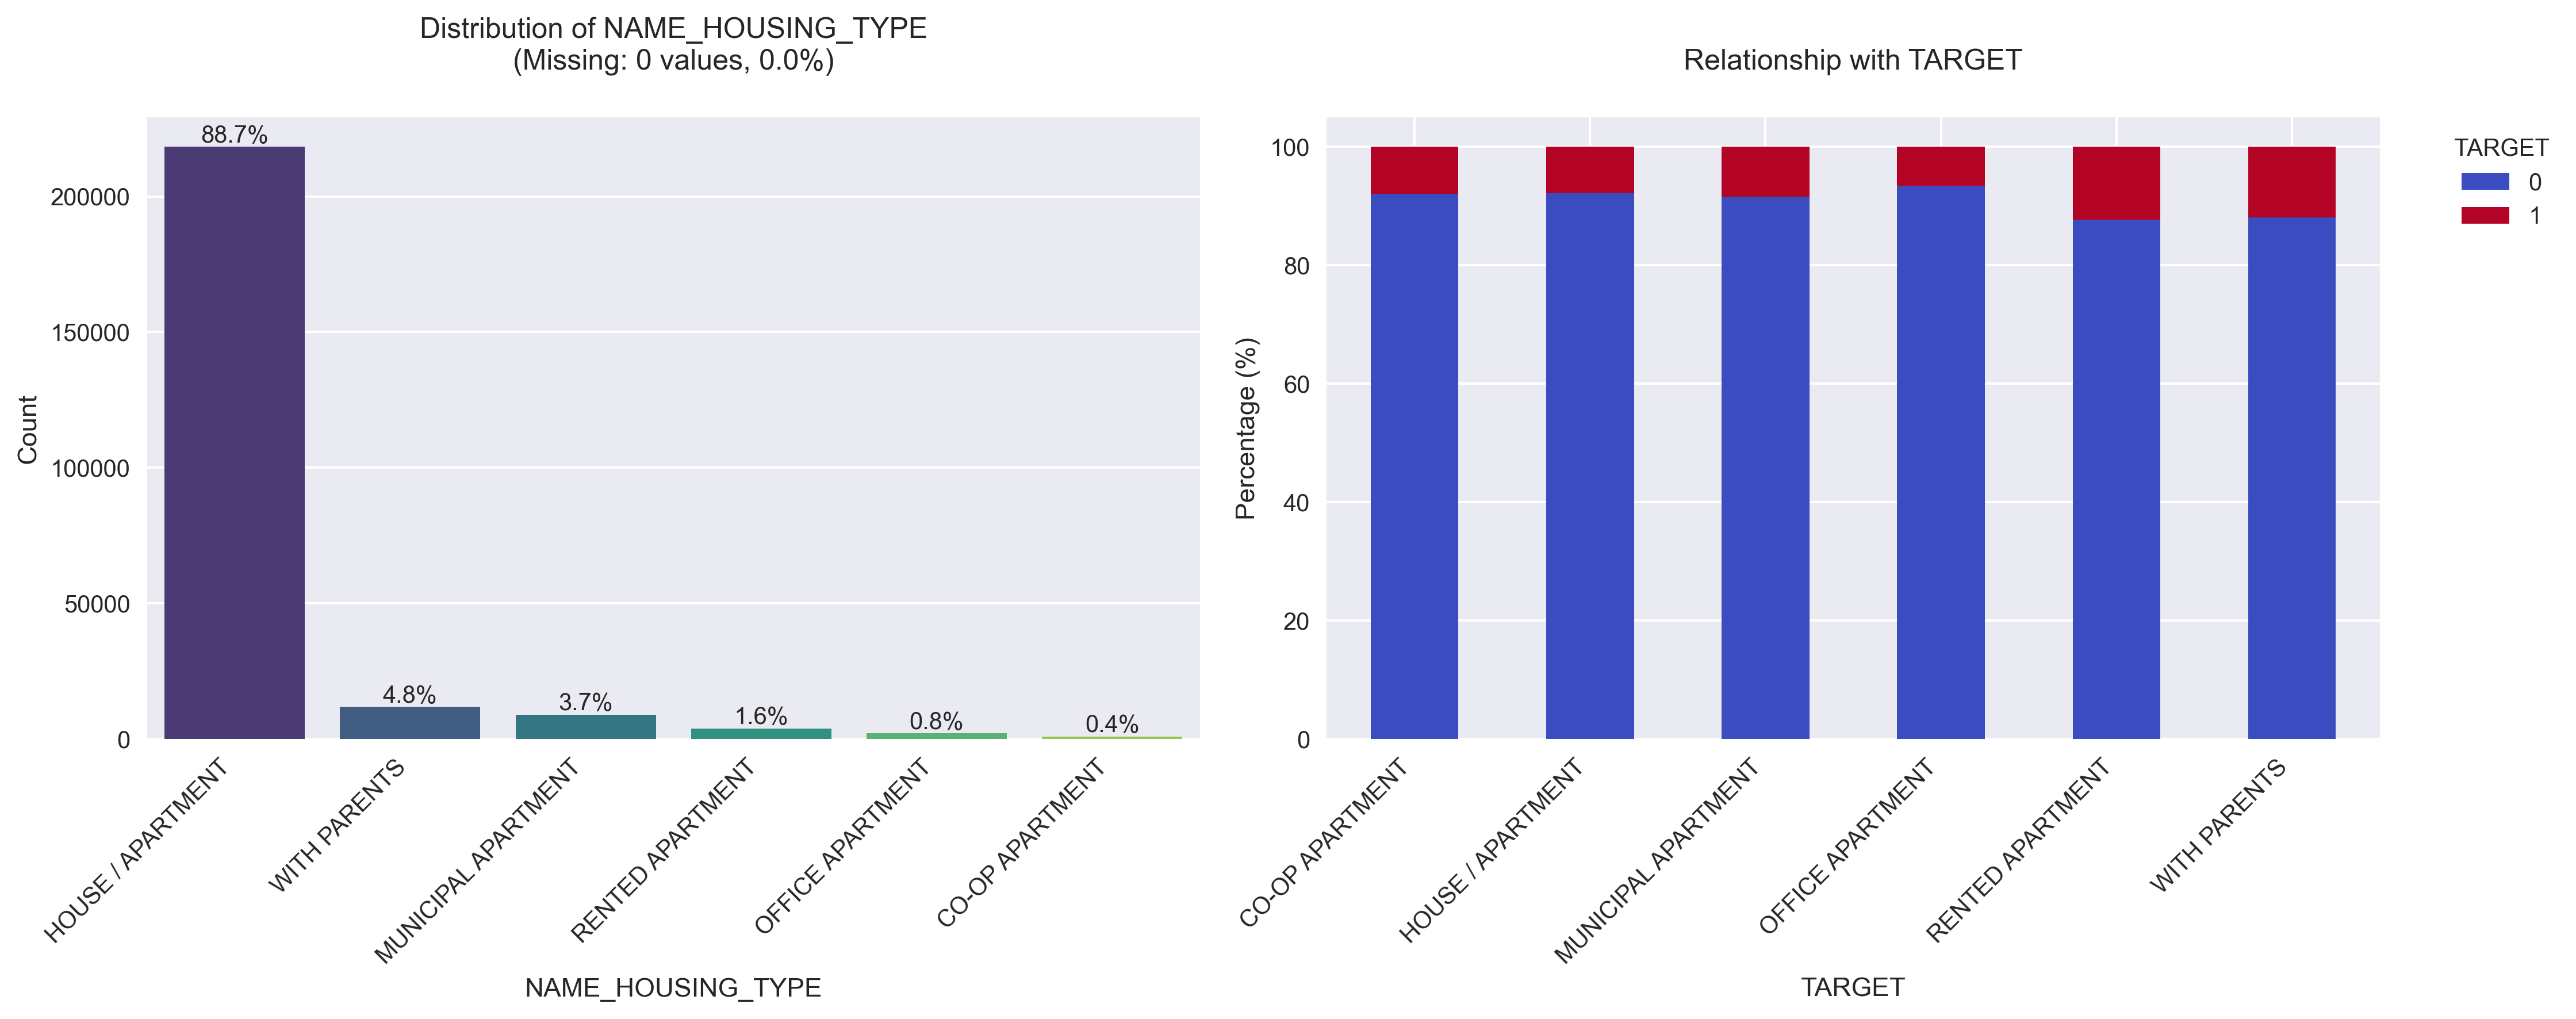 Distribution of NAME_HOUSING_TYPE
(Missing: 0 values, 0.0%)
Count
200000
150000
100000
50000
0
88.7%
4.8%
3.7%
1.6%
0.8%
0.4%
HOUSE / APARTMENT
WITH PARENTS
MUNICIPAL APARTMENT
RENTED APARTMENT
OFFICE APARTMENT
CO-OP APARTMENT
NAME_HOUSING_TYPE
Relationship with TARGET
Percentage (%)
100
80
60
40
20
0
CO-OP APARTMENT
HOUSE / APARTMENT
MUNICIPAL APARTMENT
OFFICE APARTMENT
RENTED APARTMENT
WITH PARENTS
TARGET
TARGET
0
1